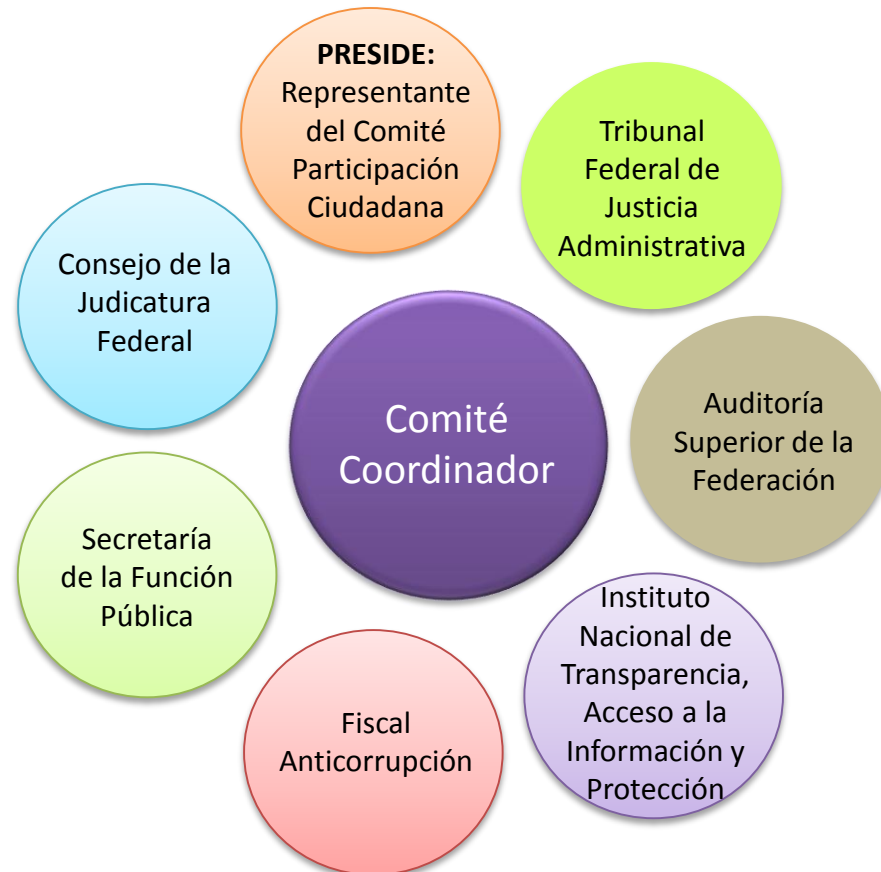 PRESIDE:
Representante
del Comité
Participación
Ciudadana
Tribunal
Federal de
Justicia
Administrativa
Consejo de la
Judicatura
Federal
Comité
Coordinador
Auditoría
Superior de la
Federación
Secretaría
de la Función
Pública
Instituto
Nacional de
Transparencia,
Acceso a la
Información y
Protección
Fiscal
Anticorrupción